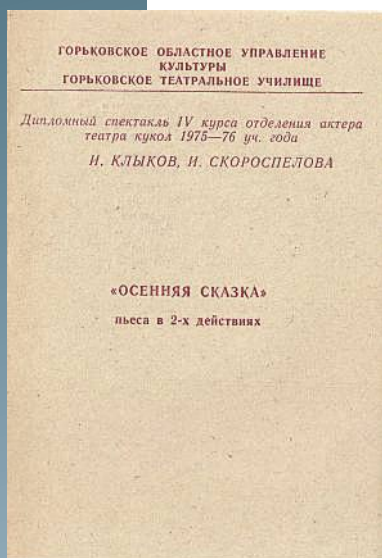 ГОРЬКОВСКОЕ ОБЛАСТНОЕ УПРАВЛЕНИЕ
КУЛЬТУРЫ
ГОРЬКОВСКОЕ ТЕАТРАЛЬНОЕ УЧИЛИЩЕ
Дипломный спектакль IV курса отделения актера
театра кукол 1975—76 уч. года
И. КЛЫКОВ, И. СКОРОСПЕЛОВА
«ОСЕННЯЯ СКАЗКА»
пьеса в 2-х действиях